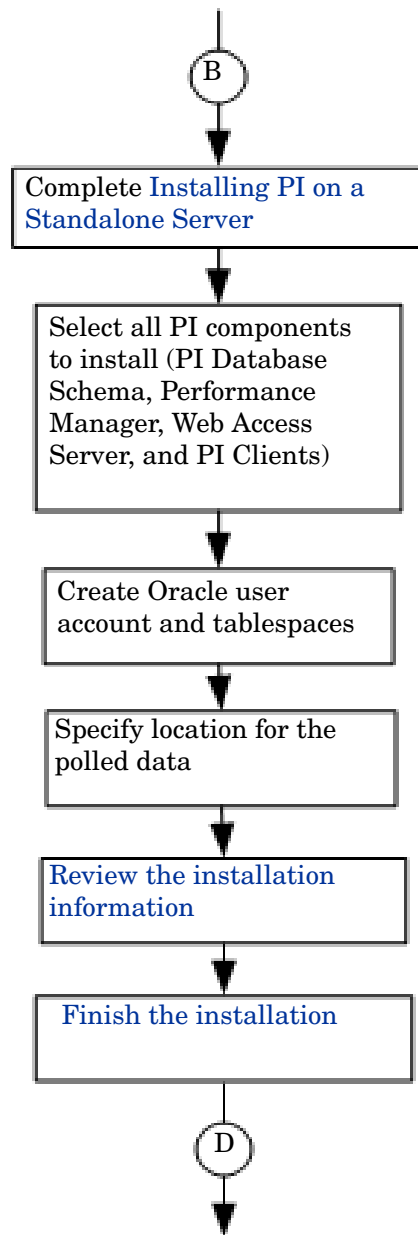 B
Complete Installing PI on a
Standalone Server
Select all PI components
to install (PI Database
Schema, Performance
Manager, Web Access
Server, and PI Clients)
Create Oracle user
account and tablespaces
Specify location for the
polled data
Review the installation
information
Finish the installation
D